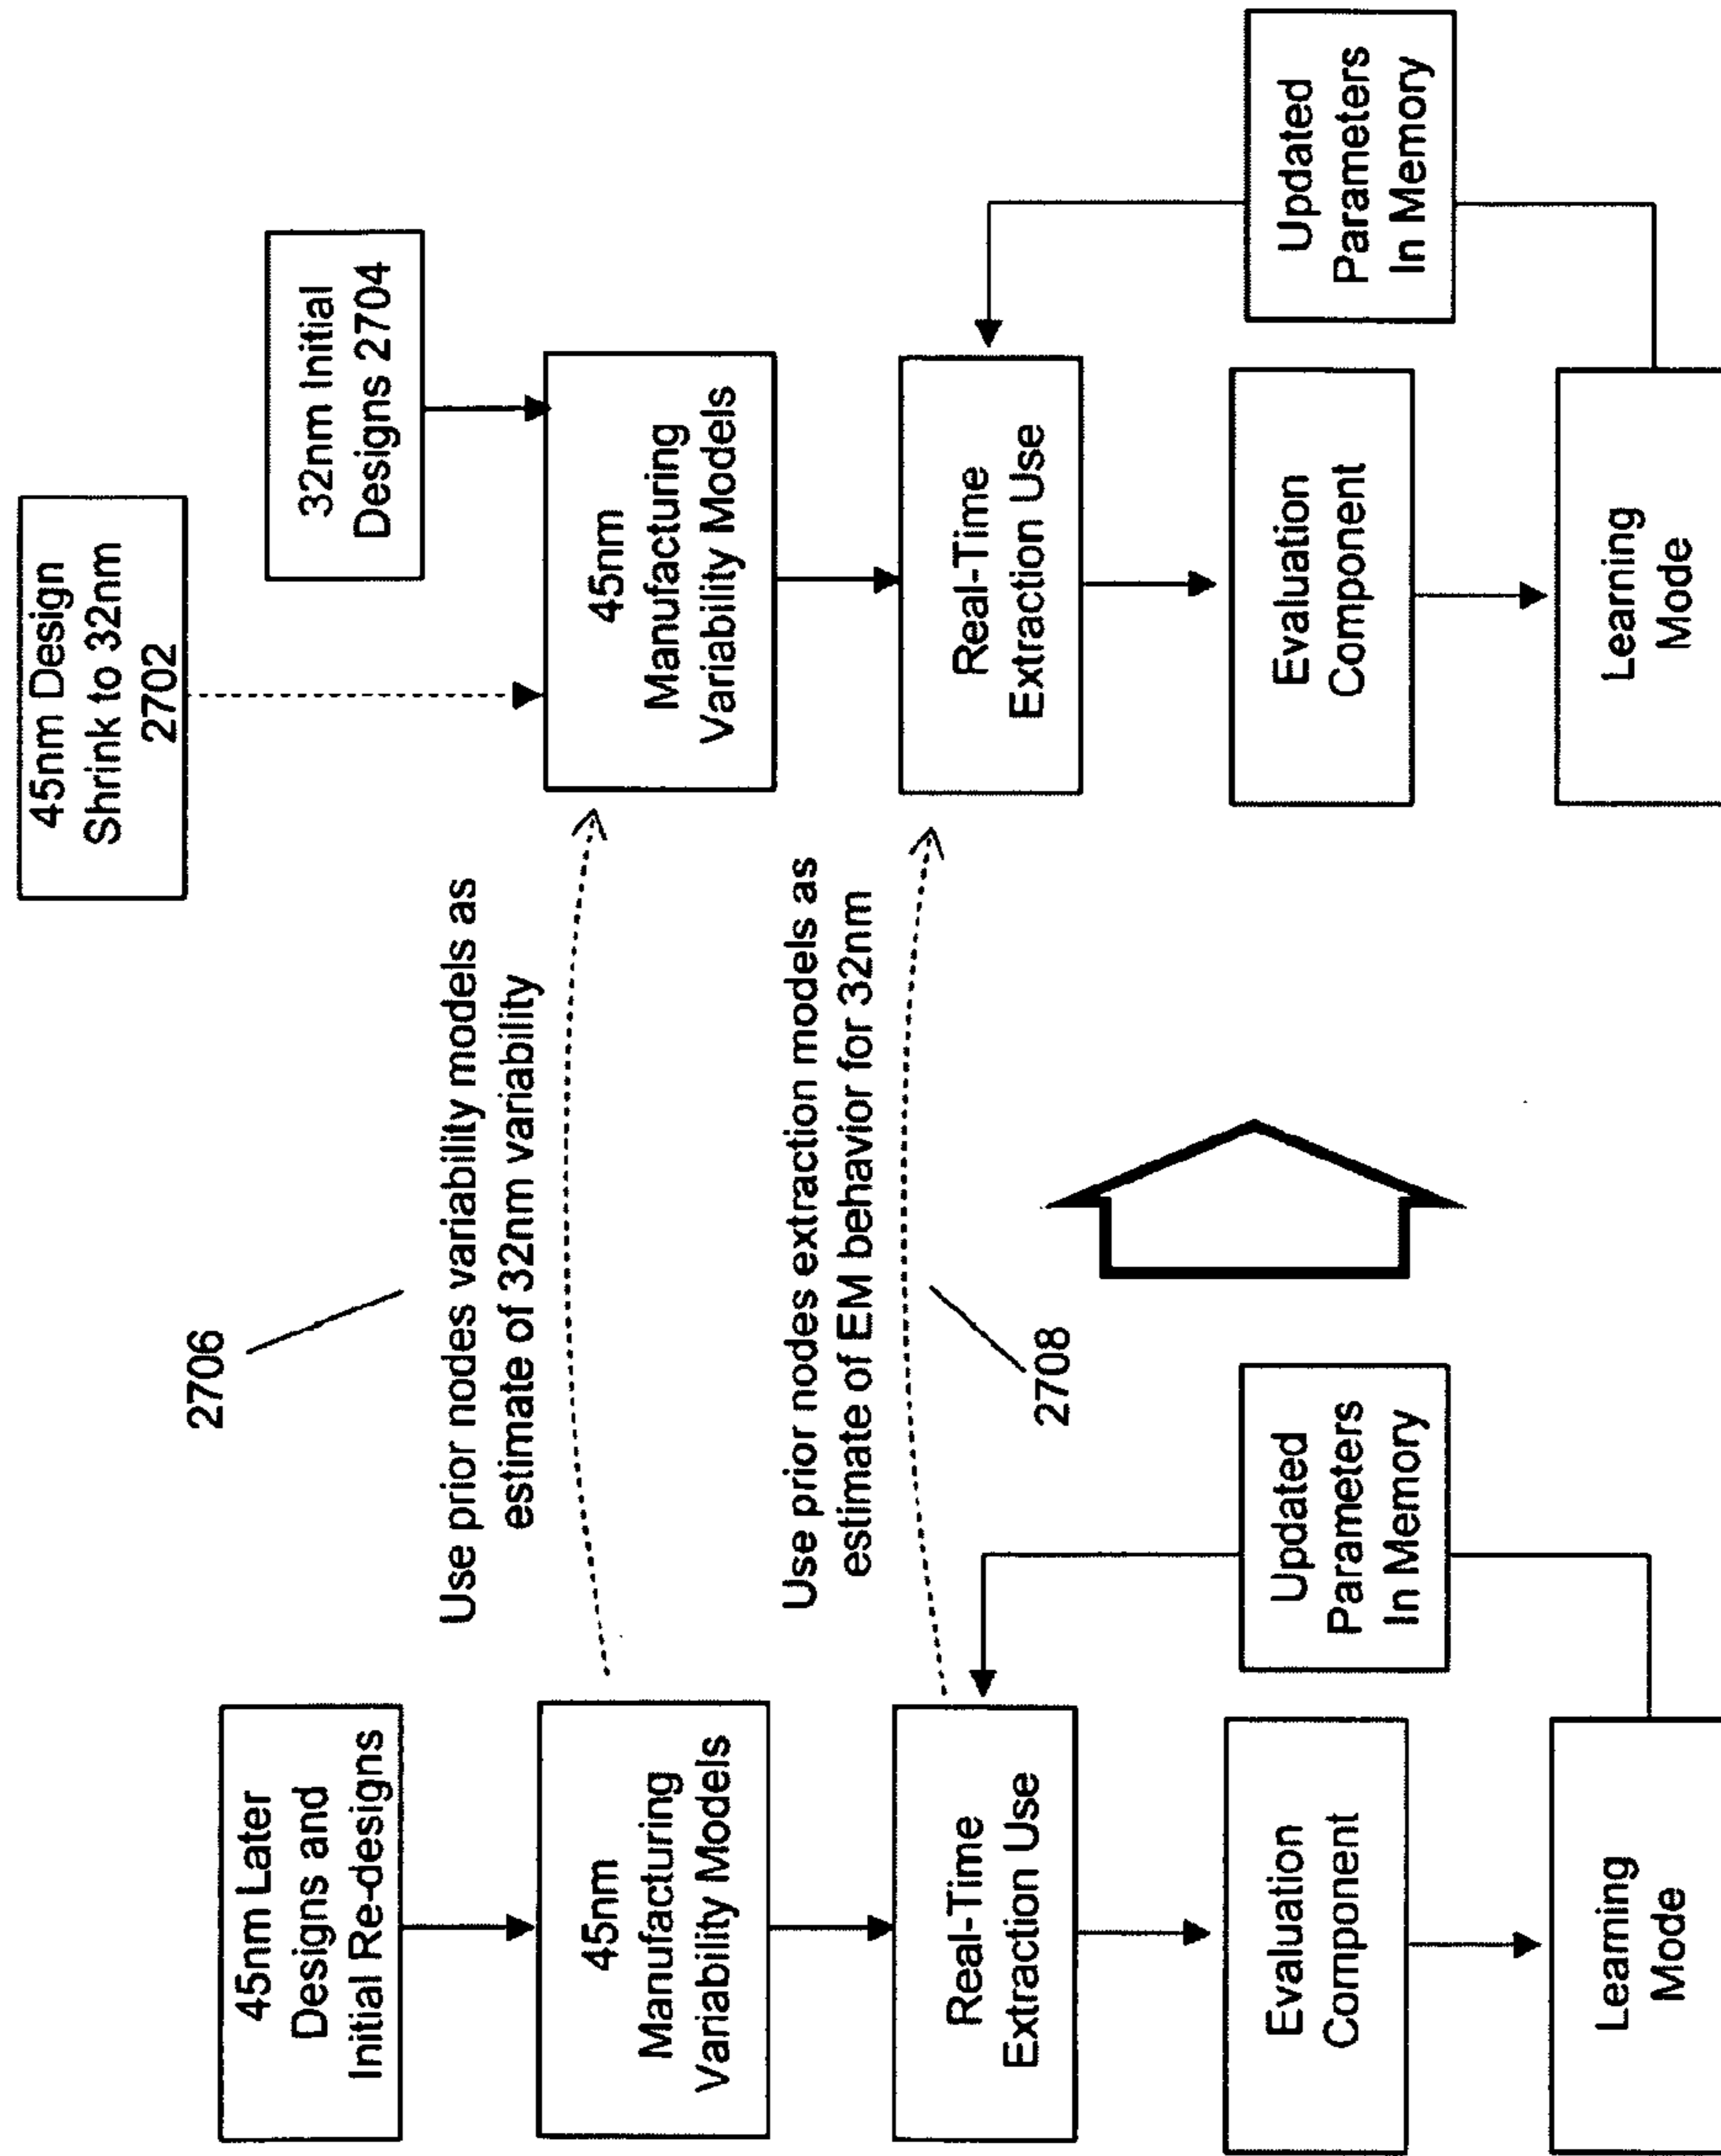 45nm Later
Designs and
Initial Re-designs
45nm
Manufacturing
Variability Models
Real-Time
Extraction Use
Evaluation
Component
Learning
Mode
Updated
Parameters
In Memory
2706
Use prior nodes variability models as
estimate of 32nm variability
Use prior nodes extraction models as
estimate of EM behavior for 32nm
2708
45nm Design
Shrink to 32nm
2702
32nm Initial
Designs 2704
45nm
Manufacturing
Variability Models
Real-Time
Extraction Use
Evaluation
Component
Learning
Mode
Updated
Parameters
In Memory